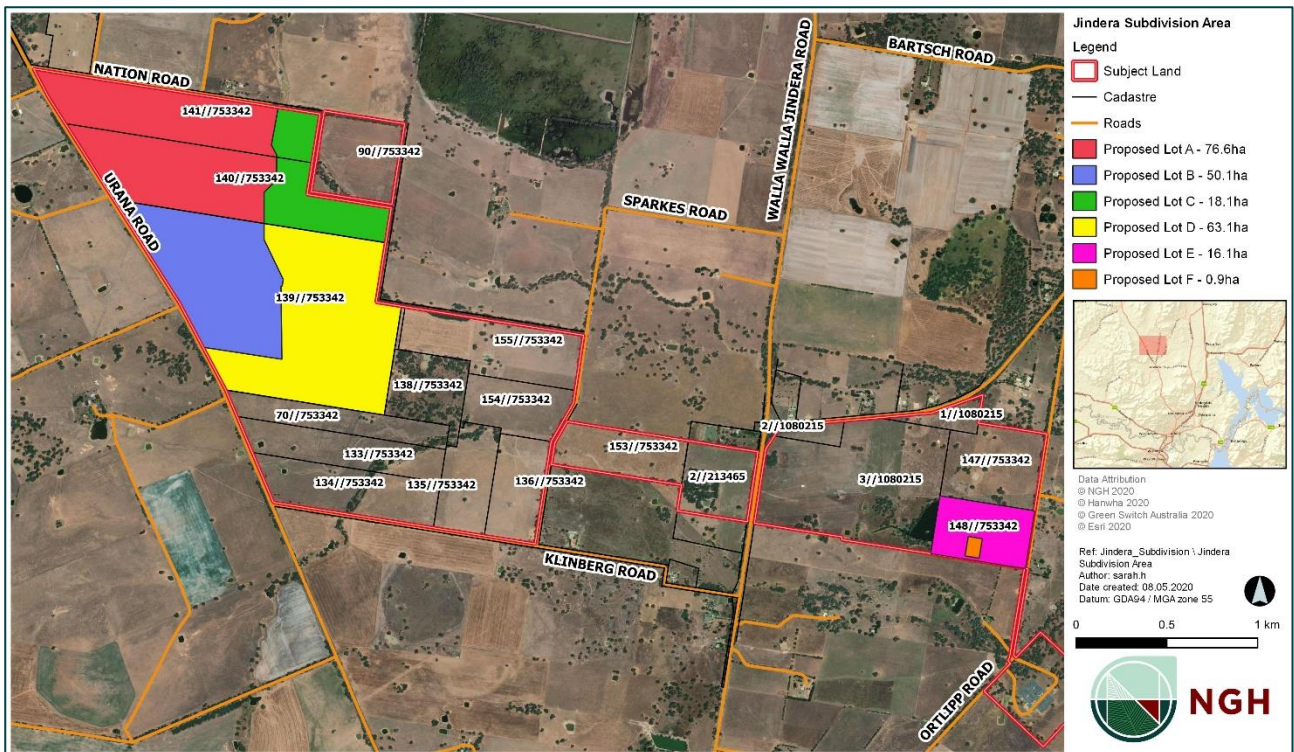 NATION ROAD
BARTSCH ROAD
141//753342
90//753342
140//753342
WALLA WALLA JINDERA ROAD
URANA ROAD
SPARKES ROAD
139//753342
155//753342
138//753342
154//753342
70//753342
133//753342
134//753342
135//753342
136//753342
153//753342
2//213465
2//1080215
1//1080215
147//753342
3//1080215
148//753342
KLINBERG ROAD
ORTLIPP ROAD
Jindera Subdivision Area
Legend
Subject Land
Cadastre
Roads
Proposed Lot A - 76.6ha
Proposed Lot B - 50.1ha
Proposed Lot C - 18.1ha
Proposed Lot D - 63.1ha
Proposed Lot E - 16.1ha
Proposed Lot F - 0.9ha
Data Attribution
© NGH 2020
© Hanwha 2020
© Green Switch Australia 2020
© Esri 2020
Ref: Jindera_Subdivision \ Jindera
Subdivision Area
Author: sarah.h
Date created: 08.05.2020
Datum: GDA94 / MGA zone 55
0 0.5 1 km
NGH